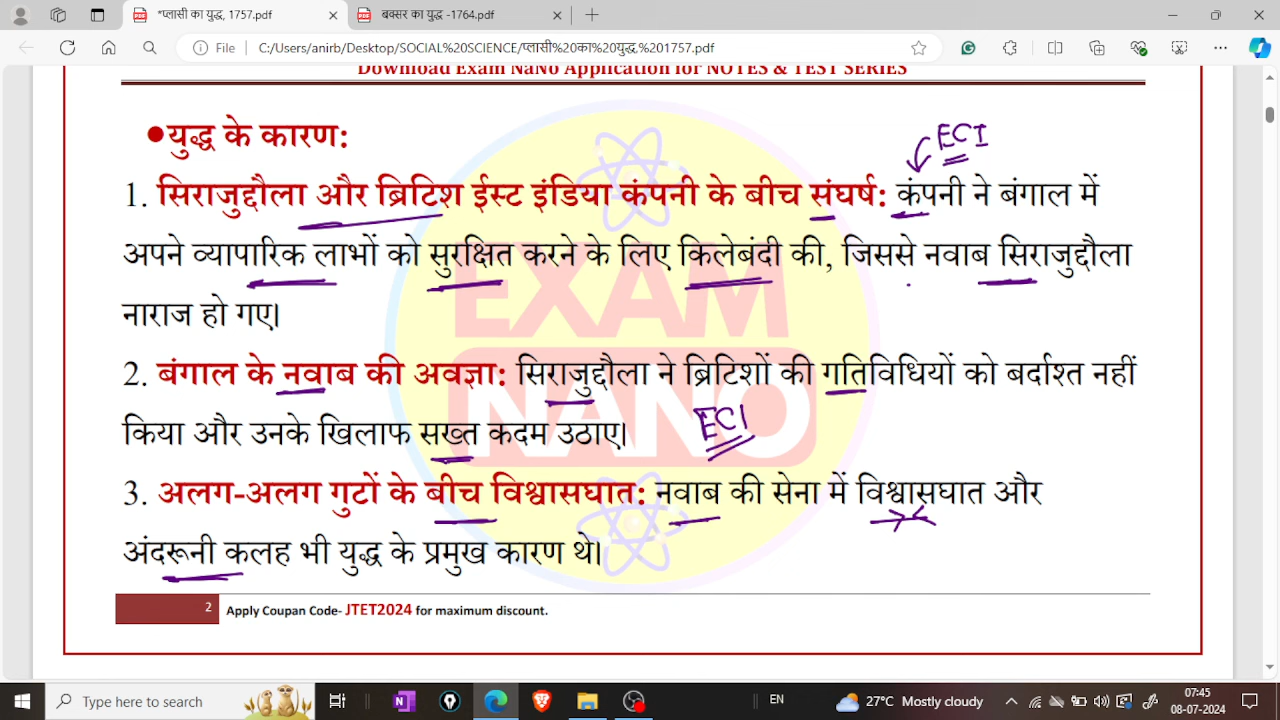 *प्लासी का युद्ध, 1757.pdf
बक्सर का युद्ध -1764.pdf
File
C:/Users/anirb/Desktop/SOCIAL%20SCIENCE/प्लासी%20का%20युद्ध,%201757.pdf
Download Exam NaNo Application for NOTES & TEST SERIES
•युद्ध के कारण:
ECI
1. सिराजुद्दौला और ब्रिटिश ईस्ट इंडिया कंपनी के बीच संघर्ष: कंपनी ने बंगाल में
अपने व्यापारिक लाभों को सुरक्षित करने के लिए किलेबंदी की, जिससे नवाब सिराजुद्दौला
नाराज हो गए।
2. बंगाल के नवाब की अवज्ञा: सिराजुद्दौला ने ब्रिटिशों की गतिविधियों को बर्दाश्त नहीं
किया और उनके खिलाफ सख्त कदम उठाए।
ECI
3. अलग-अलग गुटों के बीच विश्वासघात: नवाब की सेना में विश्वासघात और
अंदरूनी कलह भी युद्ध के प्रमुख कारण थे।
EXAM
NANO
2 Apply Coupan Code- JTET2024 for maximum discount.
Type here to search
EN
27°C Mostly cloudy
07:45
08-07-2024